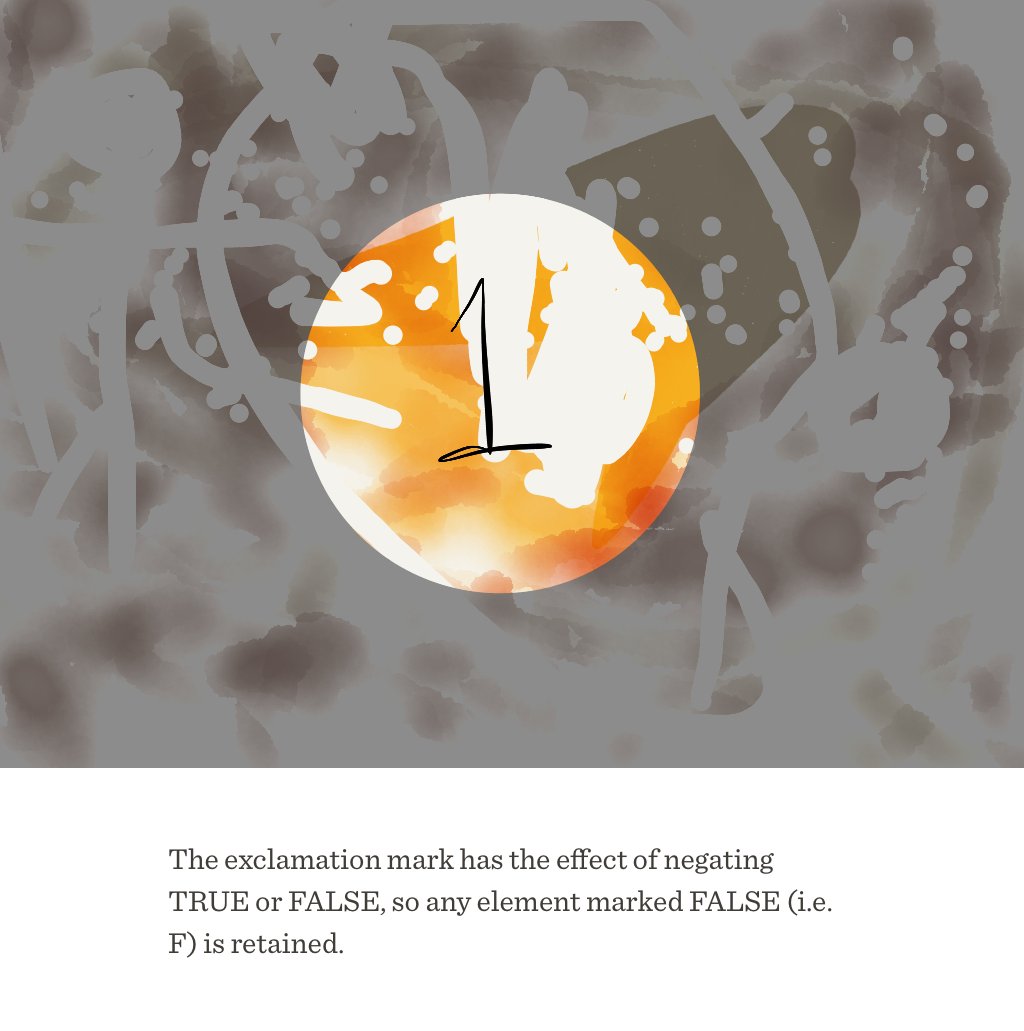 1
The exclamation mark has the effect of negating
TRUE or FALSE, so any element marked FALSE (i.e.
F) is retained.